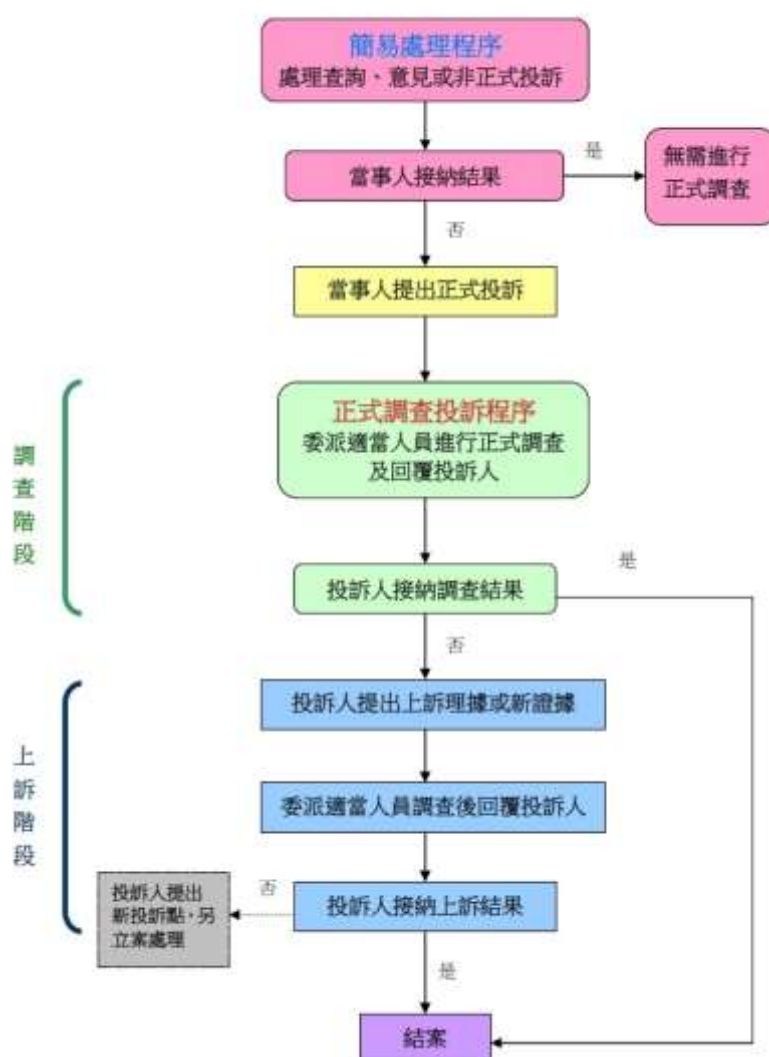 簡易處理程序
處理查詢、意見或非正式投訴
是
當事人接納結果
無需進行
正式調查
否
當事人提出正式投訴
調查階段
正式調查投訴程序
委派適當人員進行正式調查
及回覆投訴人
是
投訴人接納調查結果
否
上訴階段
投訴人提出上訴理據或新證據
委派適當人員調查後回覆投訴人
投訴人提出
新投訴點，另
立案處理
否
投訴人接納上訴結果
是
結案